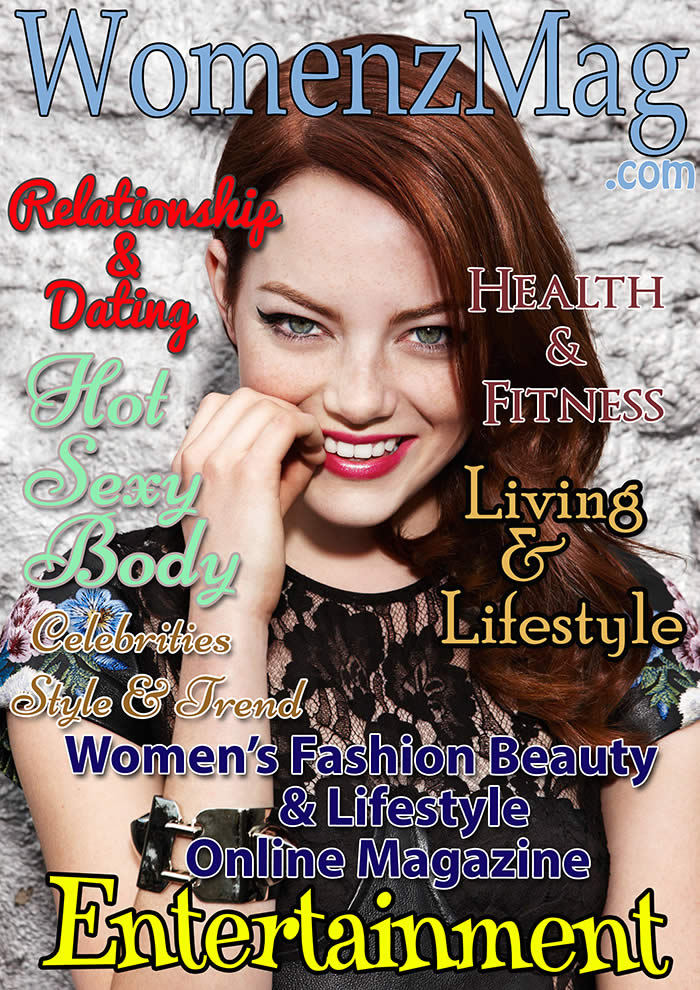 WomenzMag
.com
Relationship
&
Dating
Health
&
Fitness
Hot
Sexy
Body
Living
&
Lifestyle
Celebrities
Style & Trend
Women's Fashion Beauty
& Lifestyle
Online Magazine
Entertainment